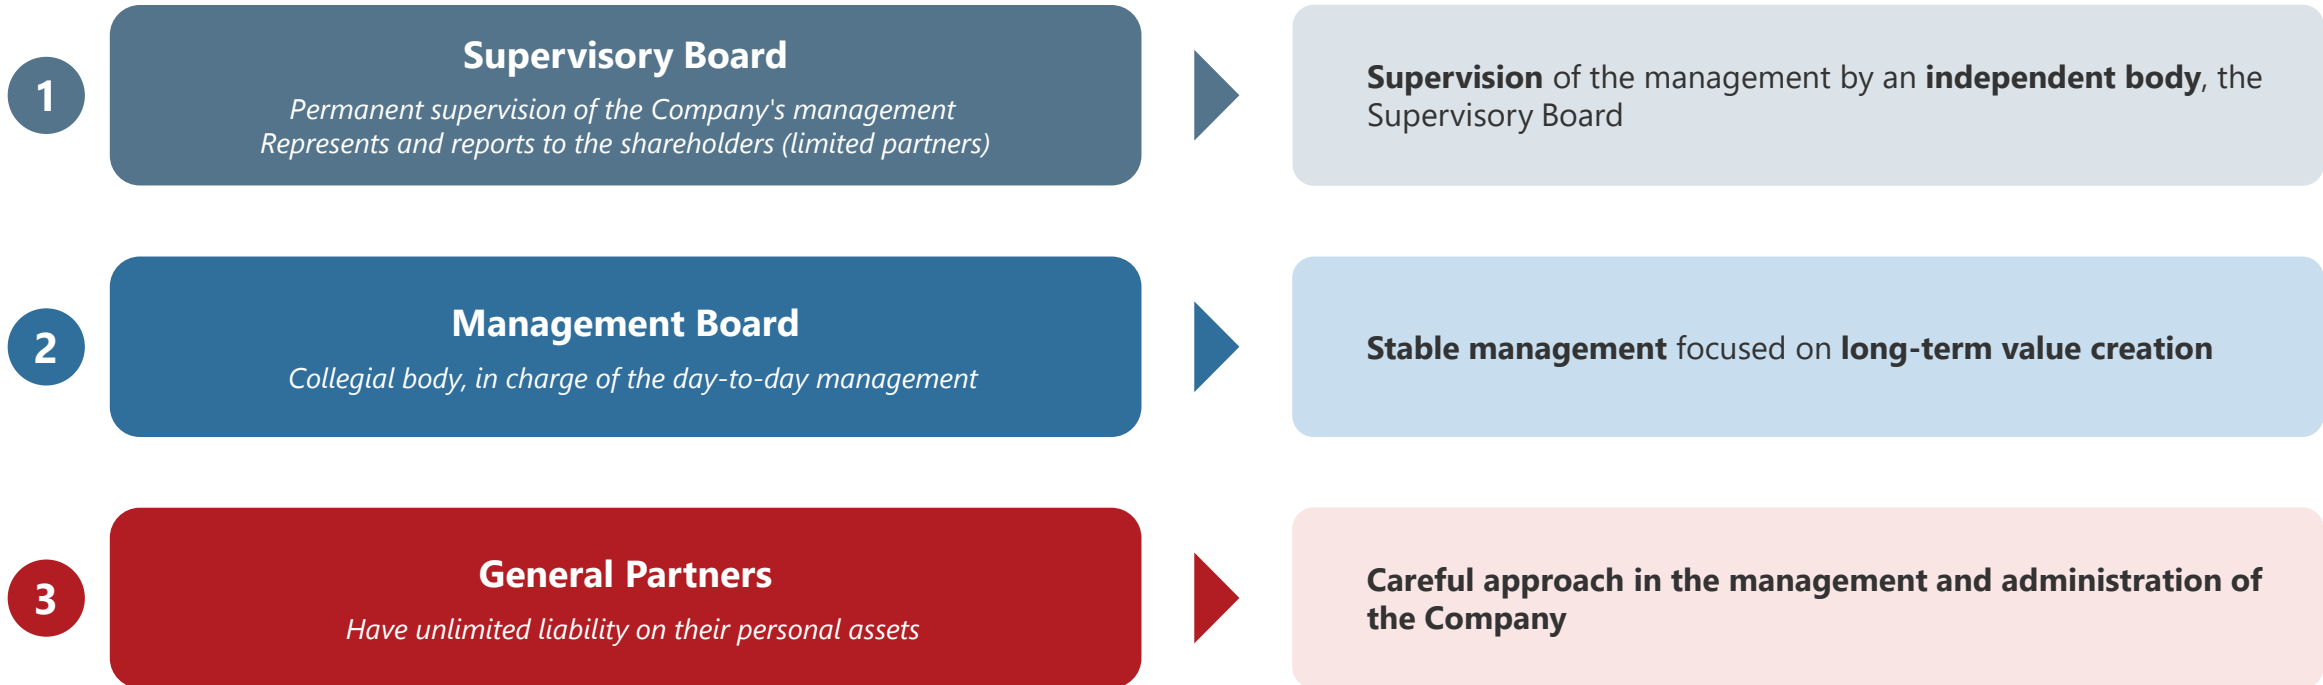 1
Supervisory Board
Permanent supervision of the Company's management
Represents and reports to the shareholders (limited partners)
Supervision of the management by an independent body, the
Supervisory Board
2
Management Board
Collegial body, in charge of the day-to-day management
Stable management focused on long-term value creation
3
General Partners
Have unlimited liability on their personal assets
Careful approach in the management and administration of
the Company